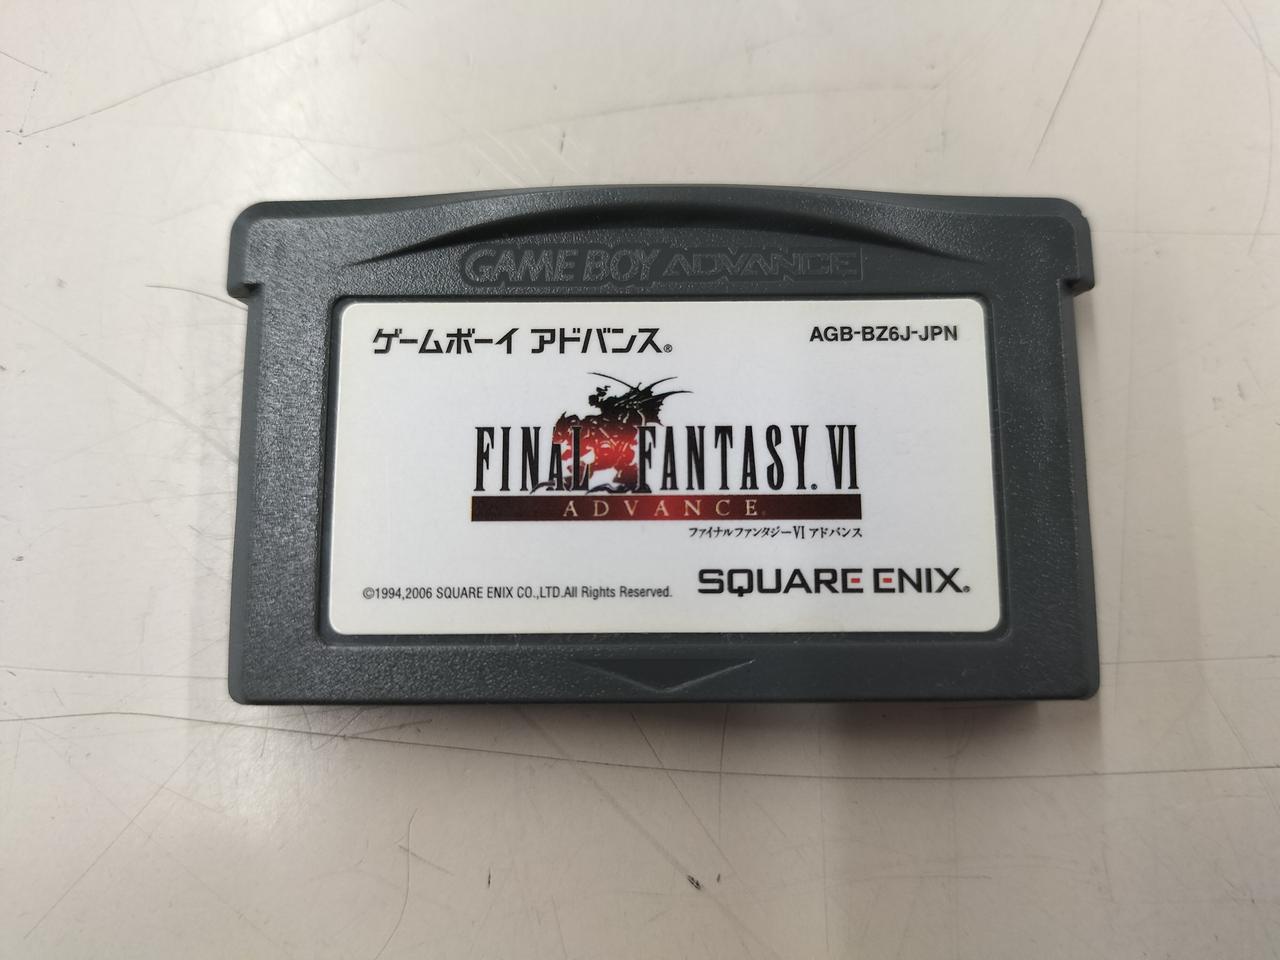 GAME BOY ADVANCE
ゲームボーイ アドバンス®
AGB-BZ6J-JPN
FINAL FANTASY® VI
ADVANCE®
ファイナルファンタジーVI アドバンス
©1994,2006 SQUARE ENIX CO.,LTD.All Rights Reserved.
SQUARE ENIX®